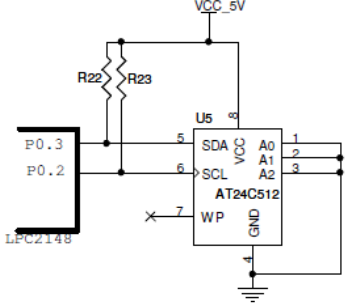 VCC_5V
R22 R23
U5
8
P0.3 5 SDA VCC A0 1
A1 2
P0.2 6 SCL A2 3
AT24C512
7 WP GND
LPC2148
4